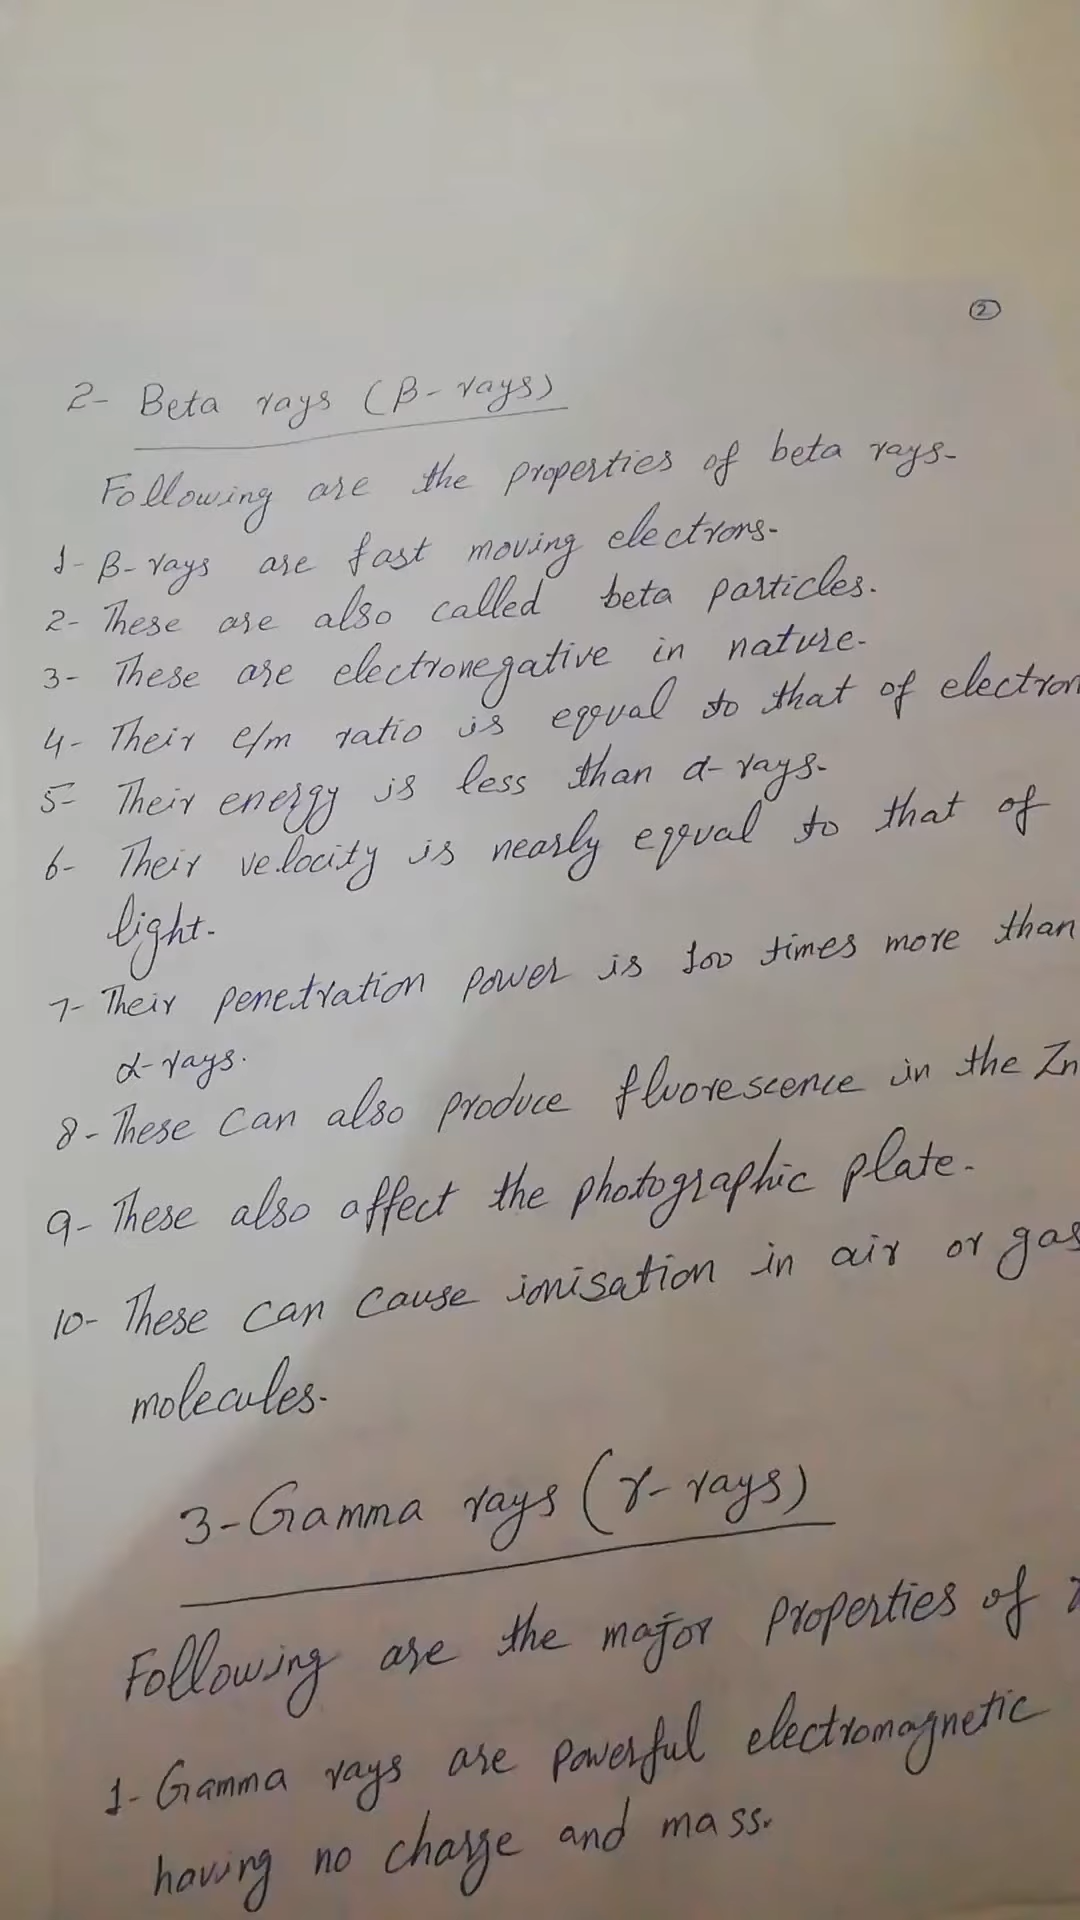 2
2- Beta rays (β-rays)
Following are the properties of beta rays-
1- β-rays are fast moving electrons-
2- These are also called beta particles.
3- These are electronegative in nature-
4- Their e/m ratio is equal to that of electron
5- Their energy is less than α-rays-
6- Their velocity is nearly equal to that of
light-
7- Their penetration power is 100 times more than
α-rays.
8- These can also produce fluorescence in the Zn
9- These also affect the photographic plate-
10- These can cause ionisation in air or gas
molecules-
3- Gamma rays (γ-rays)
Following are the major properties of
1- Gamma rays are powerful electromagnetic
having no charge and mass.